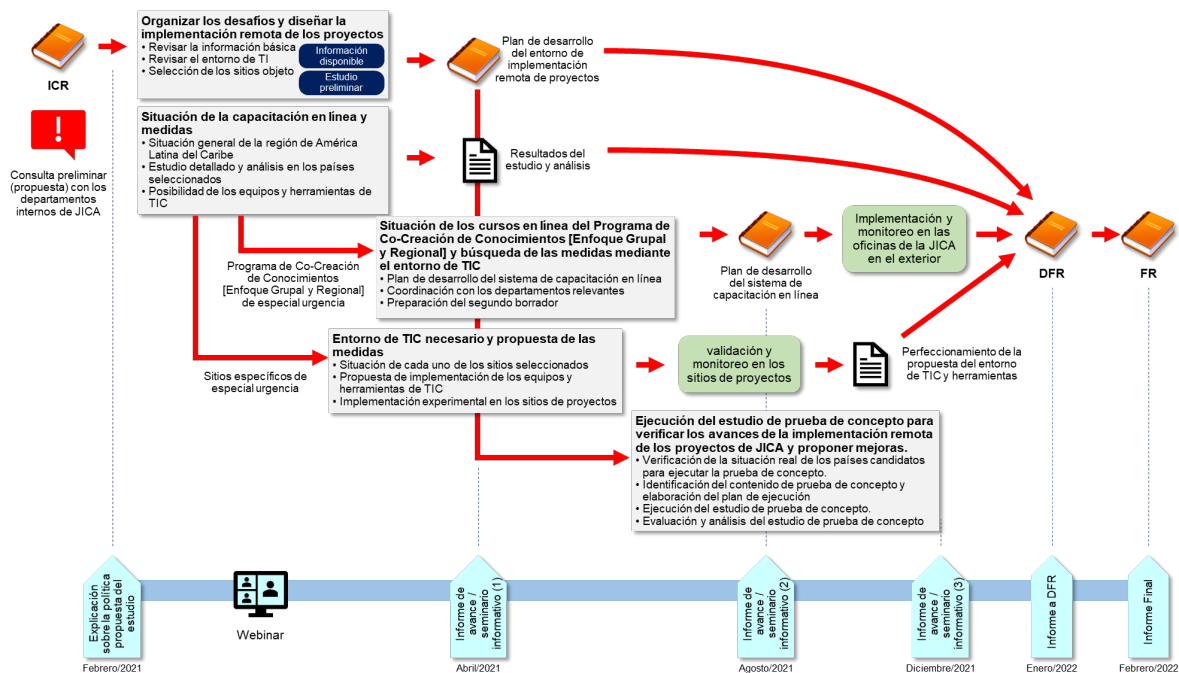 ICR
Consulta preliminar
(propuesta) con los
departamentos
internos de JICA
Organizar los desafíos y diseñar la
implementación remota de los proyectos
• Revisar la información básica
• Revisar el entorno de TI
• Selección de los sitios objeto
Información
disponible
Estudio
preliminar
Plan de desarrollo
del entorno de
implementación
remota de proyectos
Situación de la capacitación en línea y
medidas
• Situación general de la región de América
Latina del Caribe
• Estudio detallado y análisis en los países
seleccionados
• Posibilidad de los equipos y herramientas de
TIC
Resultados del
estudio y análisis
Programa de Co-Creación
de Conocimientos
[Enfoque Grupal y Regional]
de especial urgencia
Situación de los cursos en línea del Programa de
Co-Creación de Conocimientos [Enfoque Grupal
y Regional] y búsqueda de las medidas mediante
el entorno de TIC
• Plan de desarrollo del sistema de capacitación en línea
• Coordinación con los departamentos relevantes
• Preparación del segundo borrador
Plan de desarrollo
del sistema de
capacitación en línea
Implementación y
monitoreo en las
oficinas de la JICA
en el exterior
DFR
FR
Sitios específicos de
especial urgencia
Entorno de TIC necesario y propuesta de las
medidas
• Situación de cada uno de los sitios seleccionados
• Propuesta de implementación de los equipos y
herramientas de TIC
• Implementación experimental en los sitios de proyectos
validación y
monitoreo en los
sitios de proyectos
Perfeccionamiento de la
propuesta del entorno
de TIC y herramientas
Ejecución del estudio de prueba de concepto para
verificar los avances de la implementación remota
de los proyectos de JICA y proponer mejoras.
• Verificación de la situación real de los países candidatos
para ejecutar la prueba de concepto.
• Identificación del contenido de prueba de concepto y
elaboración del plan de ejecución
• Ejecución del estudio de prueba de concepto.
• Evaluación y análisis del estudio de prueba de concepto
Explicación
sobre la política
propuesta del
estudio
Webinar
Informe de
avance /
seminario
informativo (1)
Informe de
avance /
seminario
informativo (2)
Informe de
avance /
seminario
informativo (3)
Informe a DFR
Informe Final
Febrero/2021
Abril/2021
Agosto/2021
Diciembre/2021
Enero/2022
Febrero/2022